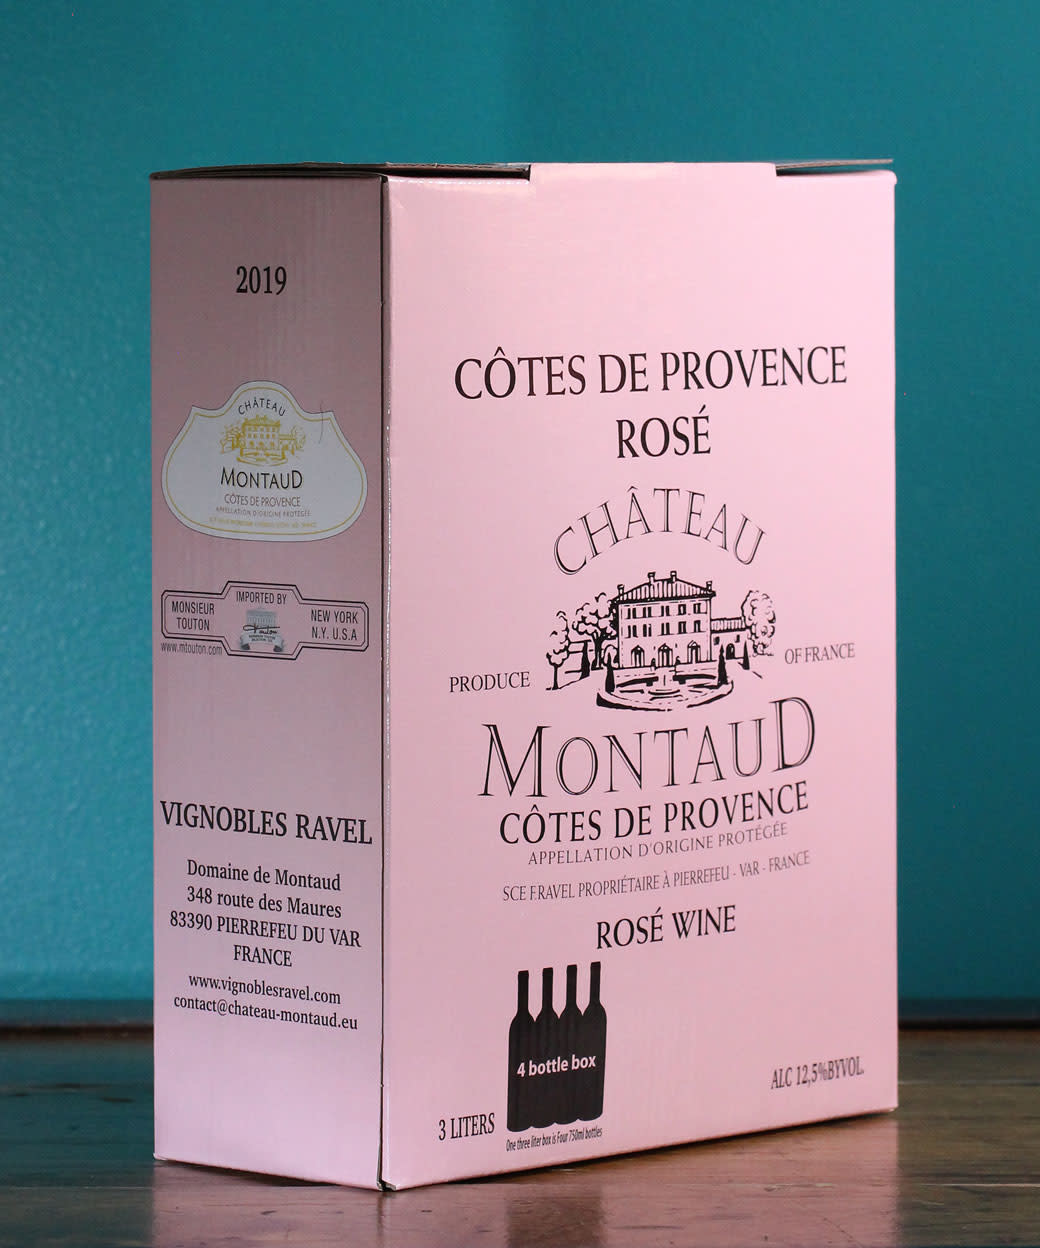 2019
CHÂTEAU
MONTAUD
CÔTES DE PROVENCE
APPELLATION D'ORIGINE PROTÉGÉE
MONSIEUR
TOUTON
IMPORTED BY
NEW YORK
N.Y. U.S.A
www.mtouton.com
VIGNOBLES RAVEL
Domaine de Montaud
348 route des Maures
83390 PIERREFEU DU VAR
FRANCE
www.vignoblesravel.com
contact@chateau-montaud.eu
CÔTES DE PROVENCE
ROSÉ
CHÂTEAU
PRODUCE OF FRANCE
MONTAUD
CÔTES DE PROVENCE
APPELLATION D'ORIGINE PROTÉGÉE
SCE F.RAVEL PROPRIÉTAIRE À PIERREFEU - VAR - FRANCE
ROSÉ WINE
4 bottle box
3 LITERS
One three liter box is Four 750ml bottles
ALC 12,5%BYVOL.